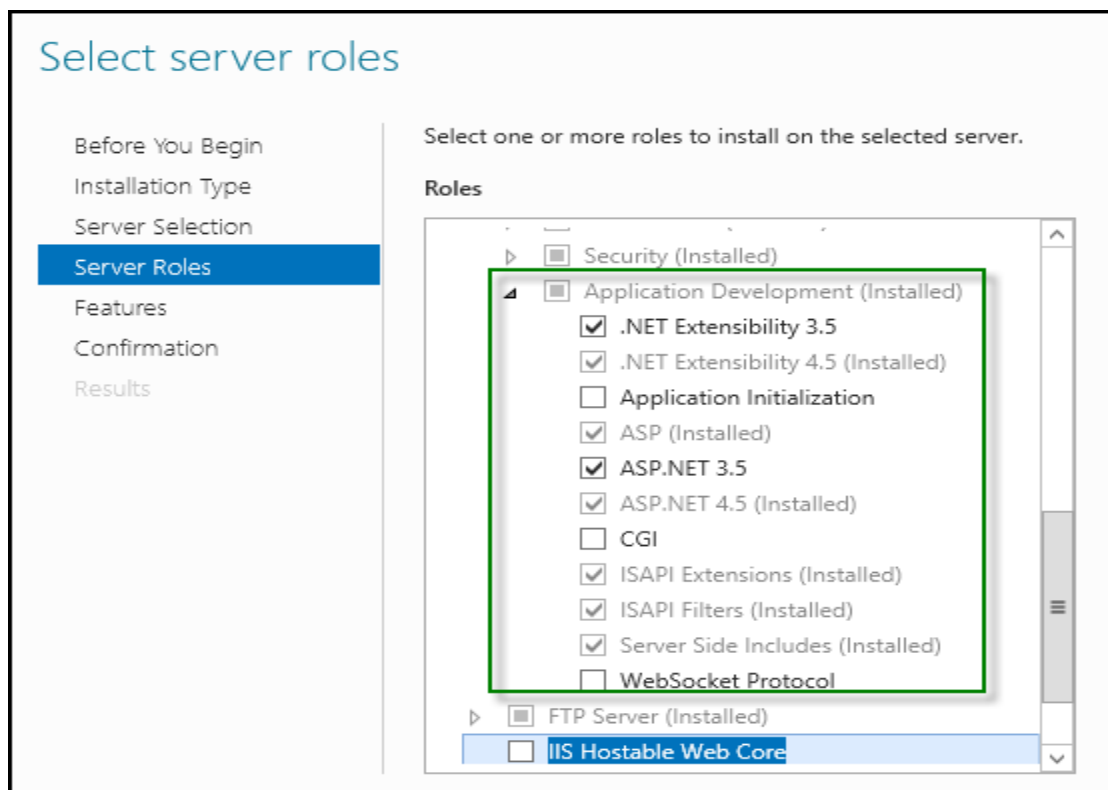 Select server roles
Before You Begin
Installation Type
Server Selection
Server Roles
Features
Confirmation
Results
Select one or more roles to install on the selected server.
Roles
Security (Installed)
Application Development (Installed)
.NET Extensibility 3.5
.NET Extensibility 4.5 (Installed)
Application Initialization
ASP (Installed)
ASP.NET 3.5
ASP.NET 4.5 (Installed)
CGI
ISAPI Extensions (Installed)
ISAPI Filters (Installed)
Server Side Includes (Installed)
WebSocket Protocol
FTP Server (Installed)
IIS Hostable Web Core